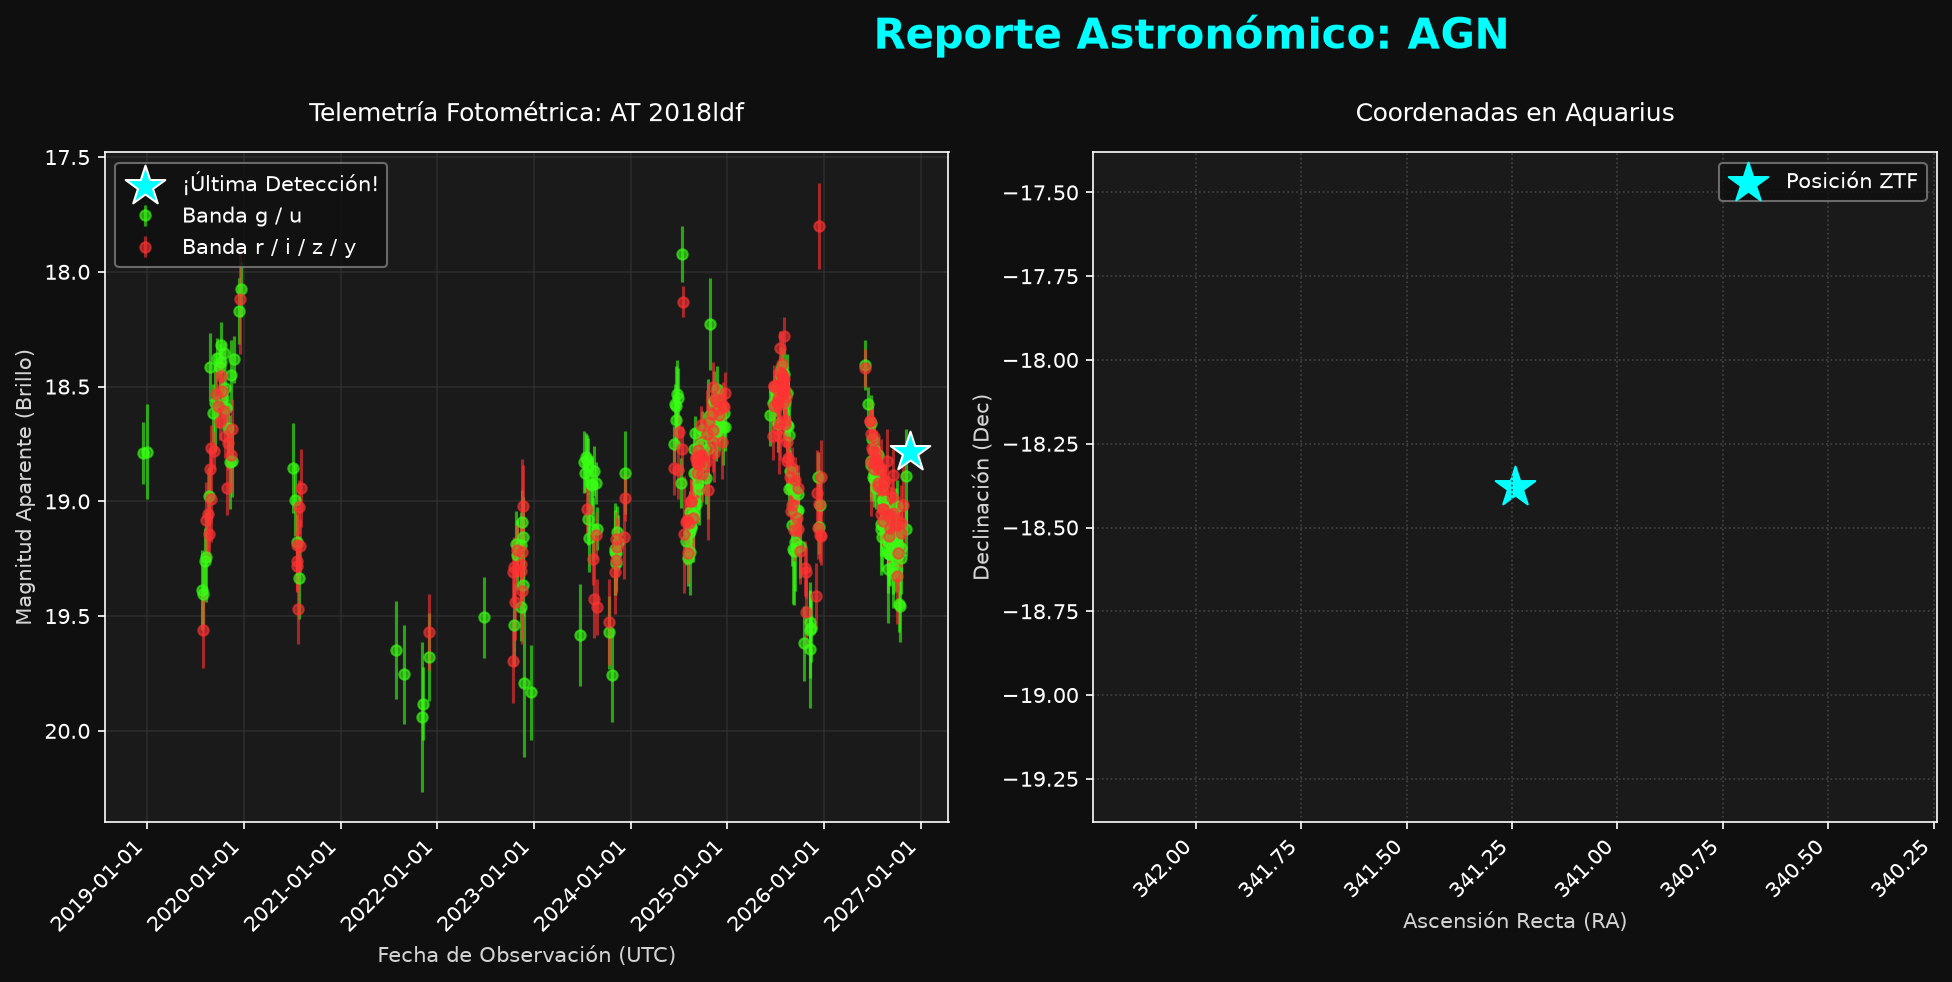 Reporte Astronómico: AGN
Telemetría Fotométrica: AT 2018ldf
¡Última Detección!
Banda g / u
Banda r / i / z / y
Magnitud Aparente (Brillo)
17.5
18.0
18.5
19.0
19.5
20.0
2019-01-01
2020-01-01
2021-01-01
2022-01-01
2023-01-01
2024-01-01
2025-01-01
2026-01-01
2027-01-01
Fecha de Observación (UTC)
Coordenadas en Aquarius
Posición ZTF
Declinación (Dec)
−17.50
−17.75
−18.00
−18.25
−18.50
−18.75
−19.00
−19.25
342.00
341.75
341.50
341.25
341.00
340.75
340.50
340.25
Ascensión Recta (RA)